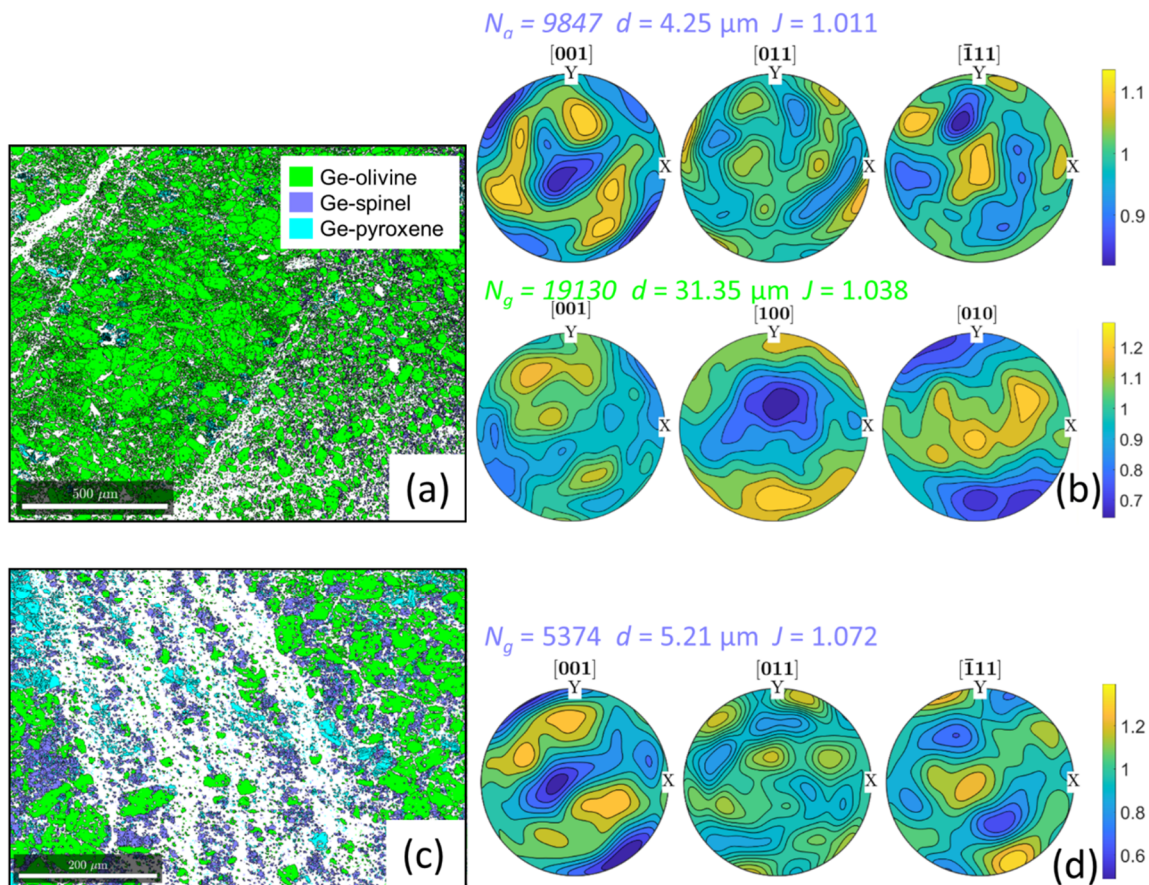 N_a = 9847 d = 4.25 μm J = 1.011
[001] [011] [1̄11]
Y Y Y
X X X
1.1
1
0.9
Ge-olivine
Ge-spinel
Ge-pyroxene
500 μm
(a)
N_g = 19130 d = 31.35 μm J = 1.038
[001] [100] [010]
Y Y Y
X X X
1.2
1.1
1
0.9
0.8
0.7
(b)
200 μm
(c)
N_g = 5374 d = 5.21 μm J = 1.072
[001] [011] [1̄11]
Y Y Y
X X X
1.2
1
0.8
0.6
(d)